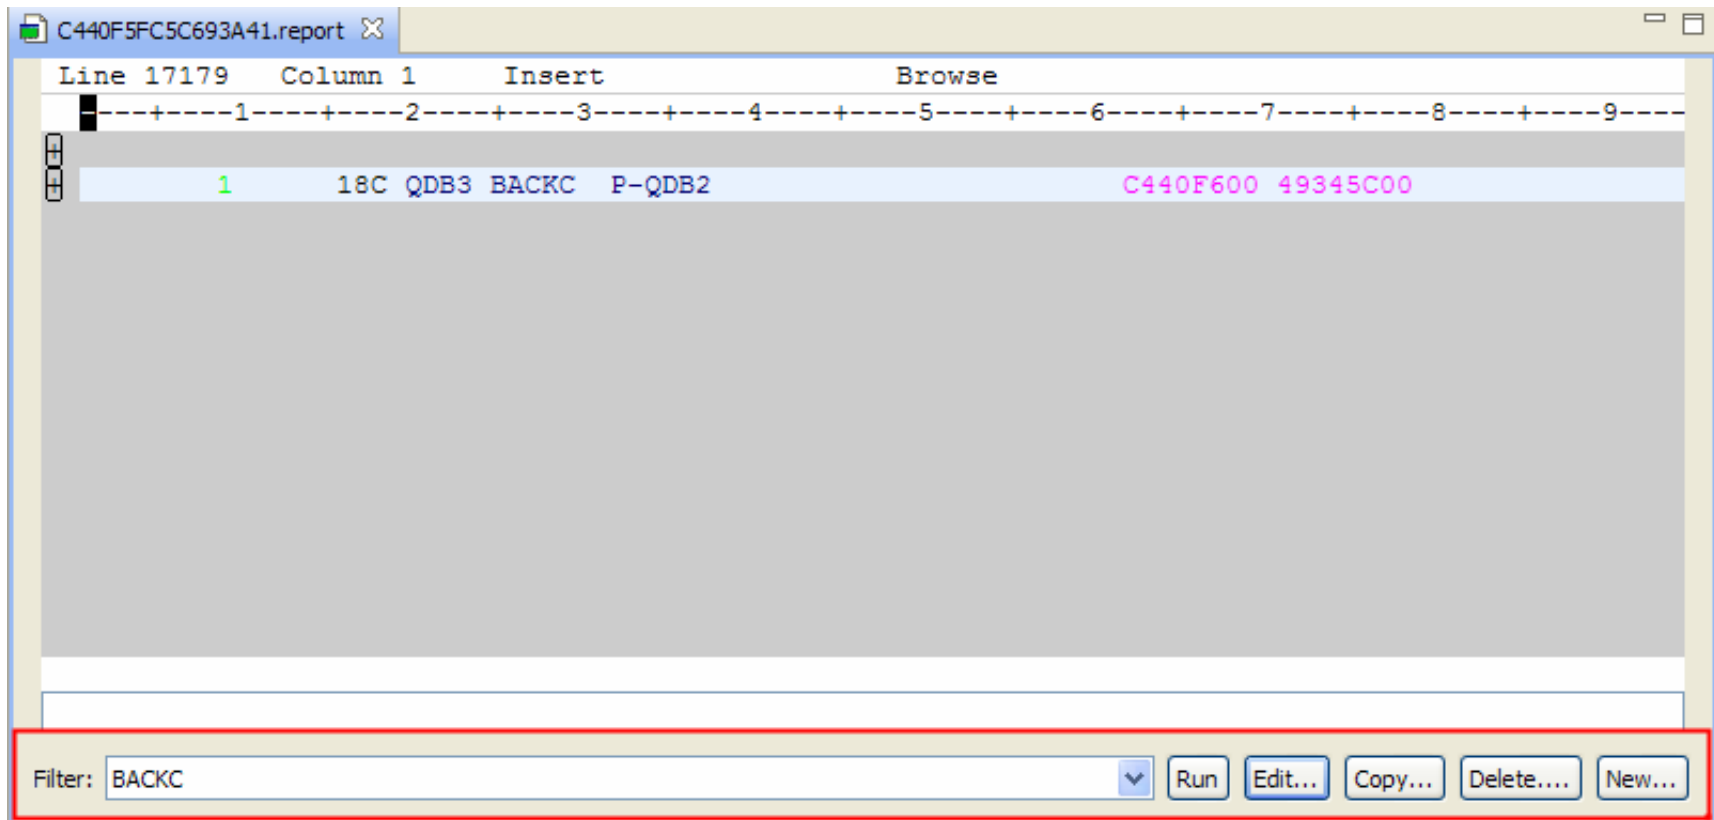 C440F5FC5C693A41.report
Line 17179 Column 1 Insert Browse
----+----1----+----2----+----3----+----4----+----5----+----6----+----7----+----8----+----9----
+
+ 1 18C QDB3 BACKC P-QDB2 C440F600 49345C00
Filter: BACKC Run Edit... Copy... Delete.... New...